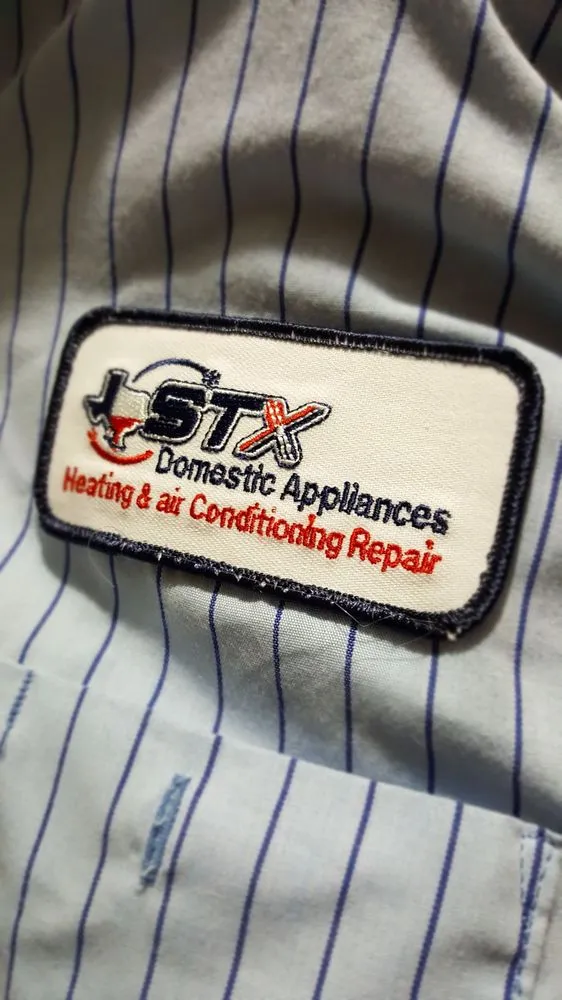 STX
Domestic Appliances
Heating & air Conditioning Repair